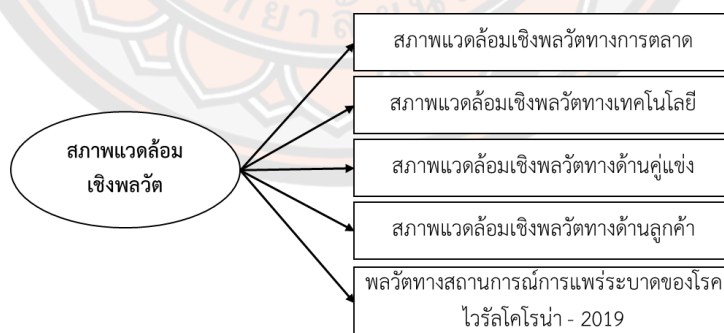 สภาพแวดล้อมเชิงพลวัตทางการตลาด
สภาพแวดล้อมเชิงพลวัตทางเทคโนโลยี
สภาพแวดล้อม
เชิงพลวัต
สภาพแวดล้อมเชิงพลวัตทางด้านคู่แข่ง
สภาพแวดล้อมเชิงพลวัตทางด้านลูกค้า
พลวัตทางสถานการณ์การแพร่ระบาดของโรค
ไวรัลโคโรน่า - 2019